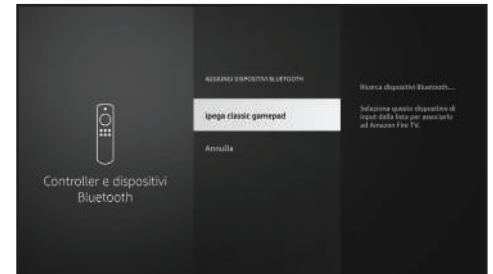 Controller e dispositivi
Bluetooth
AGGIUNGI DISPOSITIVI BLUETOOTH
ipega classic gamepad
Annulla
Ricerca dispositivi Bluetooth...
Seleziona questo dispositivo di
input dalla lista per associarlo
ad Amazon Fire TV.